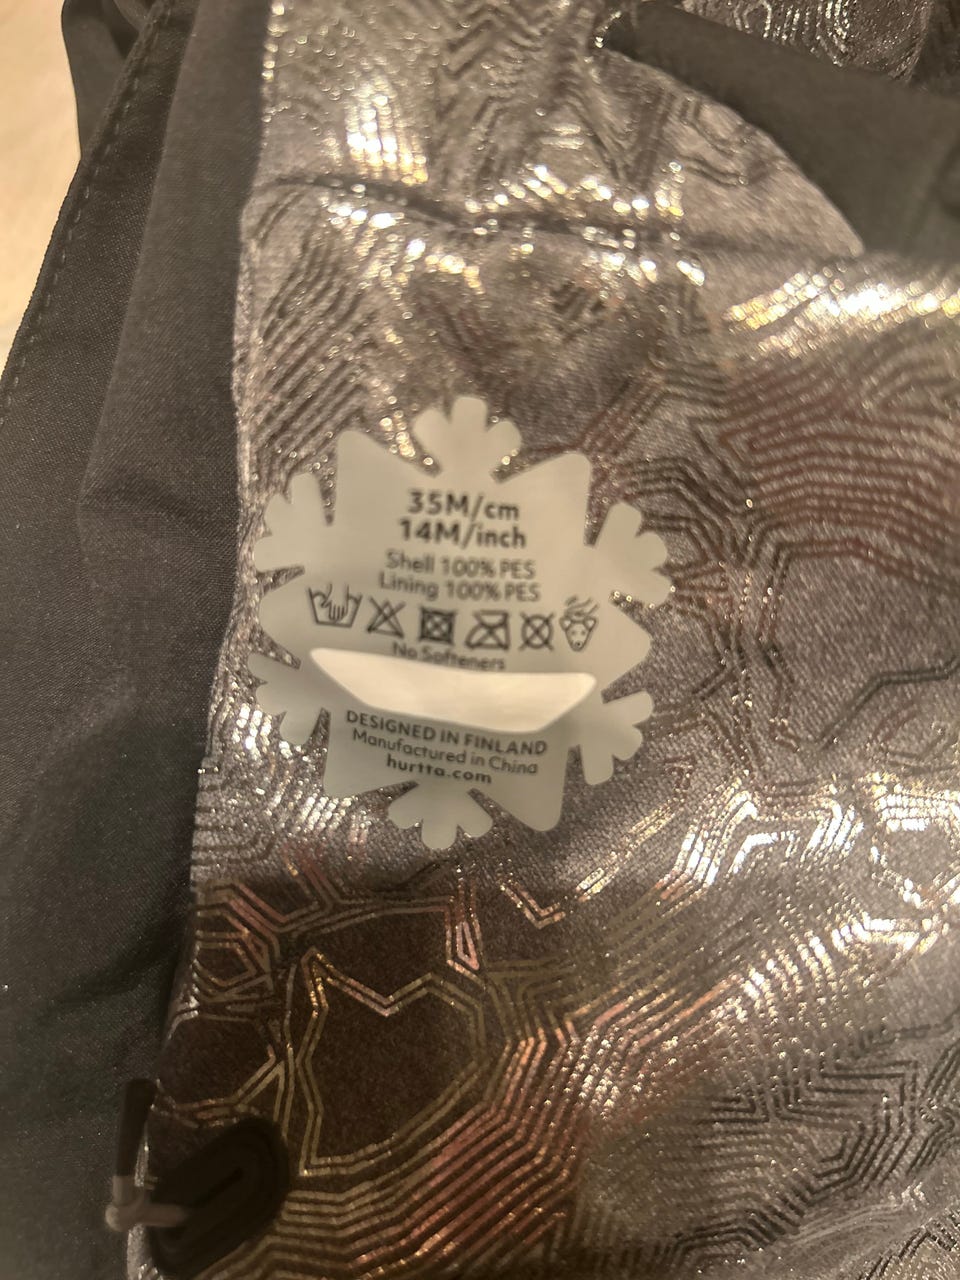 35M/cm
14M/inch
Shell 100% PES
Lining 100% PES
No Softeners
DESIGNED IN FINLAND
Manufactured in China
hurtta.com